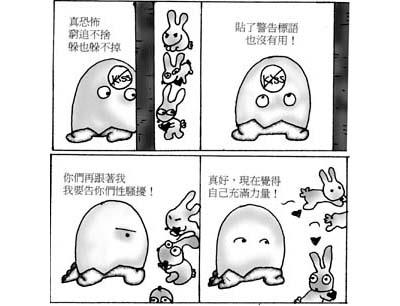 真恐怖
窮追不捨
躲也躲不掉
KISS
貼了警告標語
也沒有用！
KISS
你們再跟著我
我要告你們性騷擾！
真好，現在覺得
自己充滿力量！